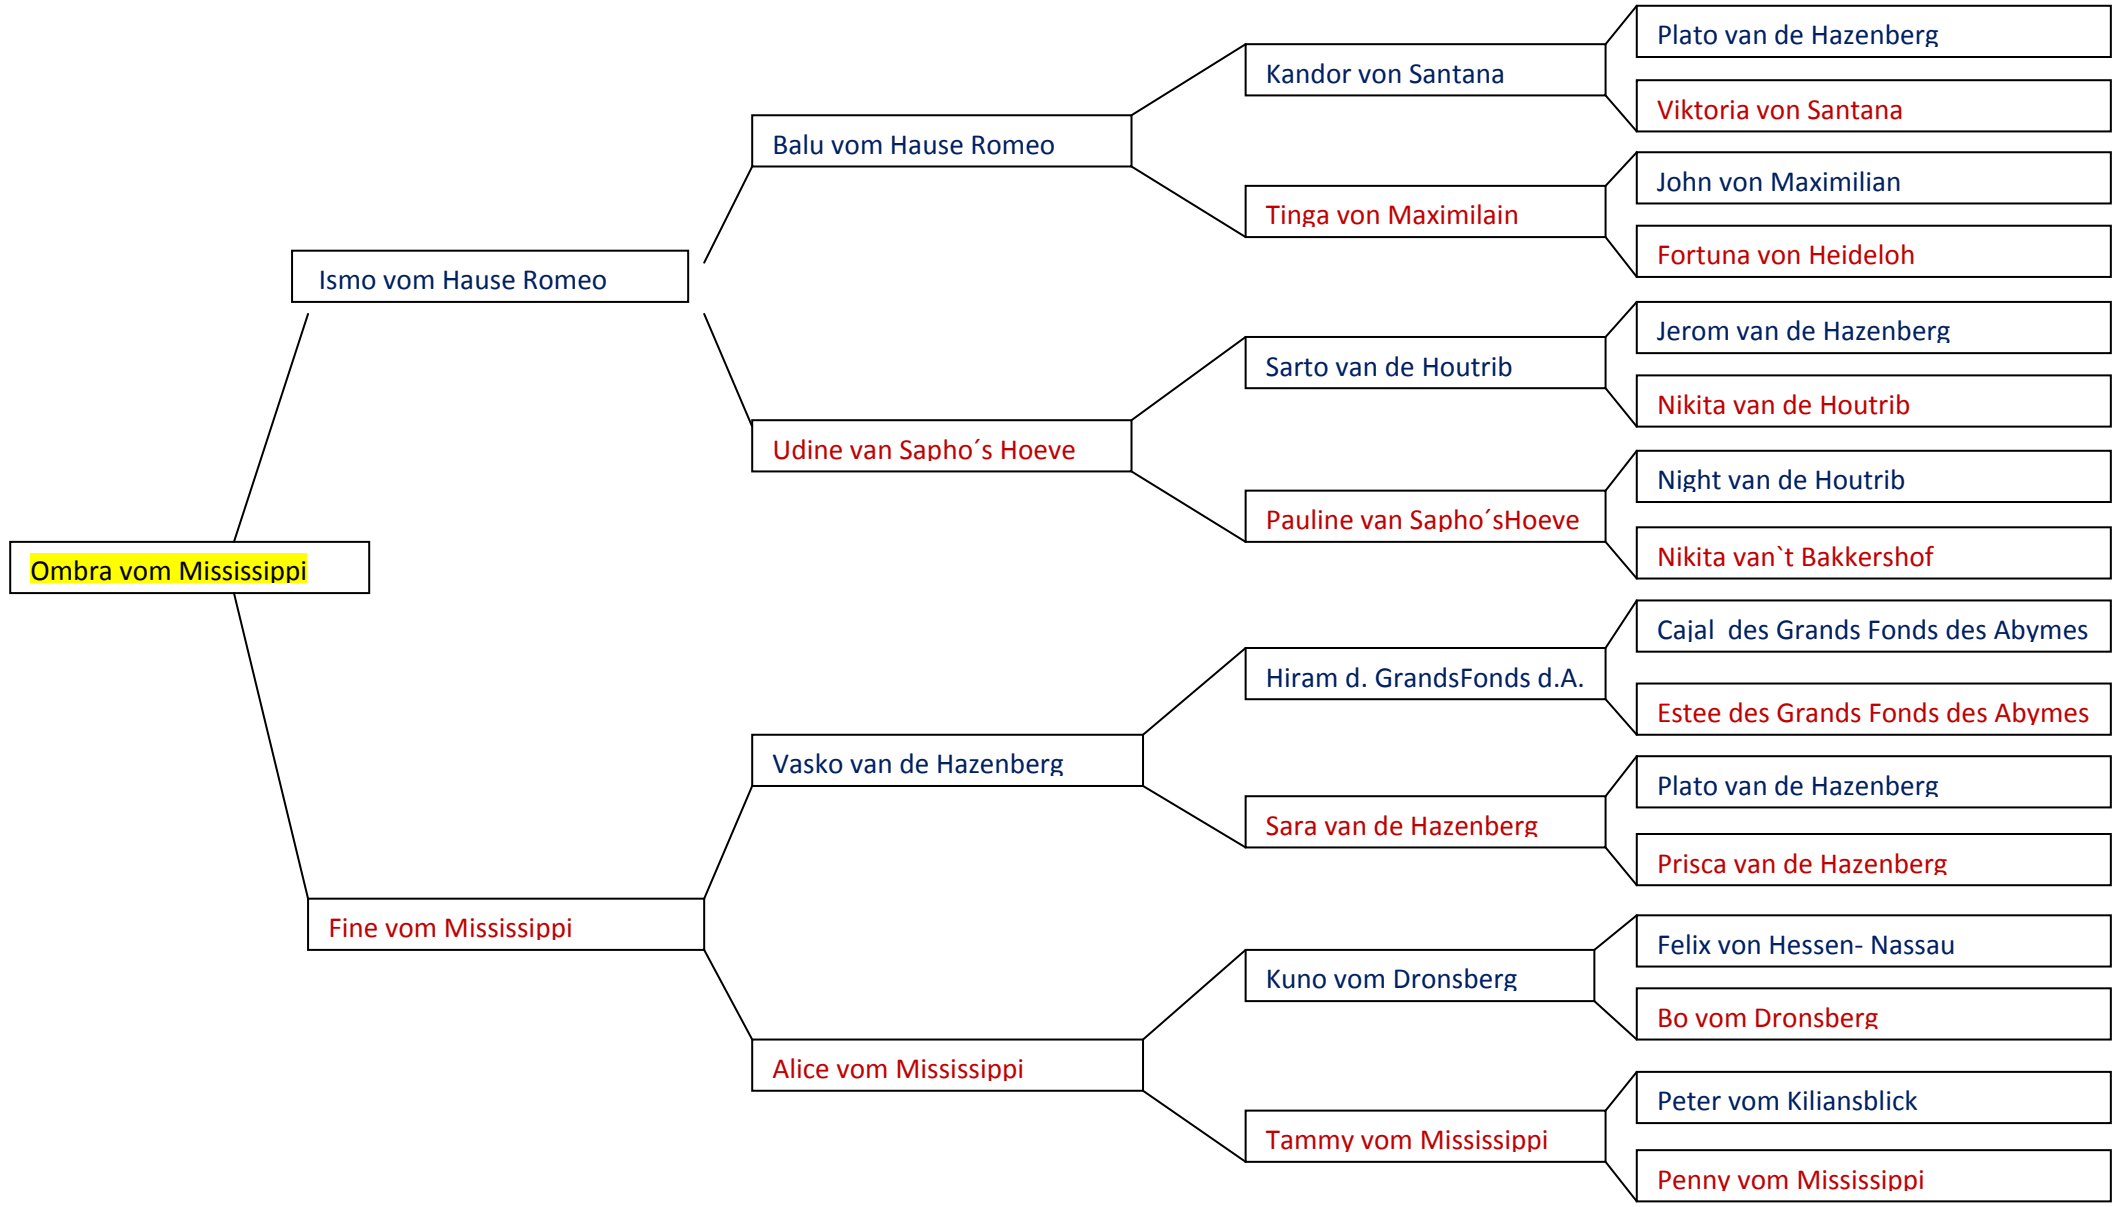 Plato van de Hazenberg
Kandor von Santana
Viktoria von Santana
Balu vom Hause Romeo
John von Maximilian
Tinga von Maximilain
Fortuna von Heideloh
Ismo vom Hause Romeo
Jerom van de Hazenberg
Sarto van de Houtrib
Nikita van de Houtrib
Udine van Sapho´s Hoeve
Night van de Houtrib
Pauline van Sapho´sHoeve
Nikita van`t Bakkershof
Ombra vom Mississippi
Cajal  des Grands Fonds des Abymes
Hiram d. GrandsFonds d.A.
Estee des Grands Fonds des Abymes
Vasko van de Hazenberg
Plato van de Hazenberg
Sara van de Hazenberg
Prisca van de Hazenberg
Fine vom Mississippi
Felix von Hessen- Nassau
Kuno vom Dronsberg
Bo vom Dronsberg
Alice vom Mississippi
Peter vom Kiliansblick
Tammy vom Mississippi
Penny vom Mississippi